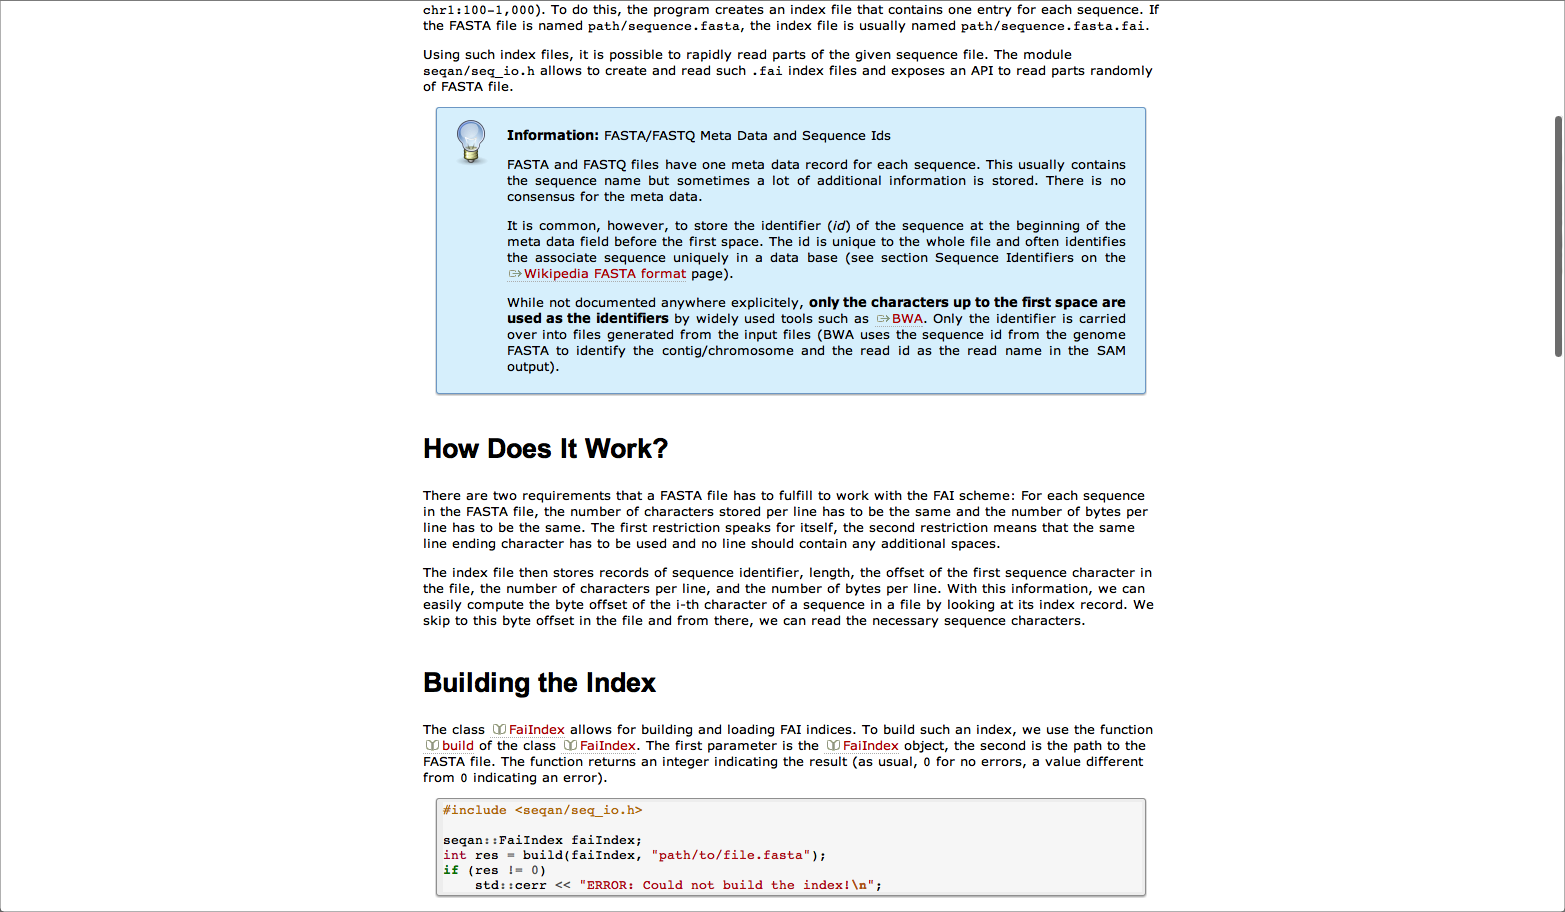 chr1:100-1,000). To do this, the program creates an index file that contains one entry for each sequence. If
the FASTA file is named path/sequence.fasta, the index file is usually named path/sequence.fasta.fai.
Using such index files, it is possible to rapidly read parts of the given sequence file. The module
seqan/seq_io.h allows to create and read such .fai index files and exposes an API to read parts randomly
of FASTA file.
Information: FASTA/FASTQ Meta Data and Sequence Ids
FASTA and FASTQ files have one meta data record for each sequence. This usually contains
the sequence name but sometimes a lot of additional information is stored. There is no
consensus for the meta data.
It is common, however, to store the identifier (id) of the sequence at the beginning of the
meta data field before the first space. The id is unique to the whole file and often identifies
the associate sequence uniquely in a data base (see section Sequence Identifiers on the
Wikipedia FASTA format page).
While not documented anywhere explicitely, only the characters up to the first space are
used as the identifiers by widely used tools such as BWA. Only the identifier is carried
over into files generated from the input files (BWA uses the sequence id from the genome
FASTA to identify the contig/chromosome and the read id as the read name in the SAM
output).
How Does It Work?
There are two requirements that a FASTA file has to fulfill to work with the FAI scheme: For each sequence
in the FASTA file, the number of characters stored per line has to be the same and the number of bytes per
line has to be the same. The first restriction speaks for itself, the second restriction means that the same
line ending character has to be used and no line should contain any additional spaces.
The index file then stores records of sequence identifier, length, the offset of the first sequence character in
the file, the number of characters per line, and the number of bytes per line. With this information, we can
easily compute the byte offset of the i-th character of a sequence in a file by looking at its index record. We
skip to this byte offset in the file and from there, we can read the necessary sequence characters.
Building the Index
The class FaiIndex allows for building and loading FAI indices. To build such an index, we use the function
build of the class FaiIndex. The first parameter is the FaiIndex object, the second is the path to the
FASTA file. The function returns an integer indicating the result (as usual, 0 for no errors, a value different
from 0 indicating an error).
#include <seqan/seq_io.h>
seqan::FaiIndex faiIndex;
int res = build(faiIndex, "path/to/file.fasta");
if (res != 0)
    std::cerr << "ERROR: Could not build the index!\n";